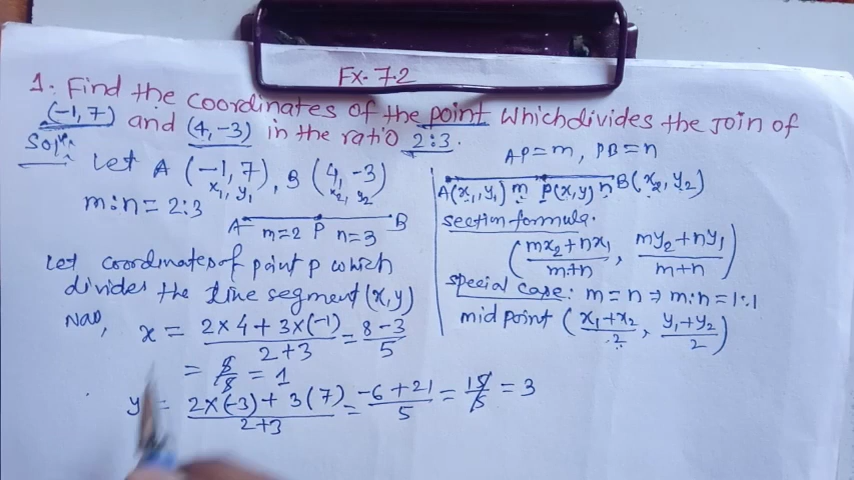 Ex. 7.2
1. Find the coordinates of the point which divides the join of
(-1, 7) and (4, -3) in the ratio 2:3.
Solⁿ:
Let A (-1, 7), B (4, -3)
x₁, y₁ x₂, y₂
m:n = 2:3
A B
m=2 P n=3
Let coordinates of point P which
divides the line segment (x, y)
Now,
x = (2×4 + 3×(-1))/(2+3) = (8-3)/5
= 5/5 = 1
y = (2×(-3) + 3(7))/(2+3) = (-6+21)/5 = 15/5 = 3
AP=m, PB=n
A(x₁, y₁) m P(x, y) n B(x₂, y₂)
section formula.
((mx₂+nx₁)/(m+n), (my₂+ny₁)/(m+n))
special case: m=n ⇒ m:n=1:1
mid point ((x₁+x₂)/2, (y₁+y₂)/2)